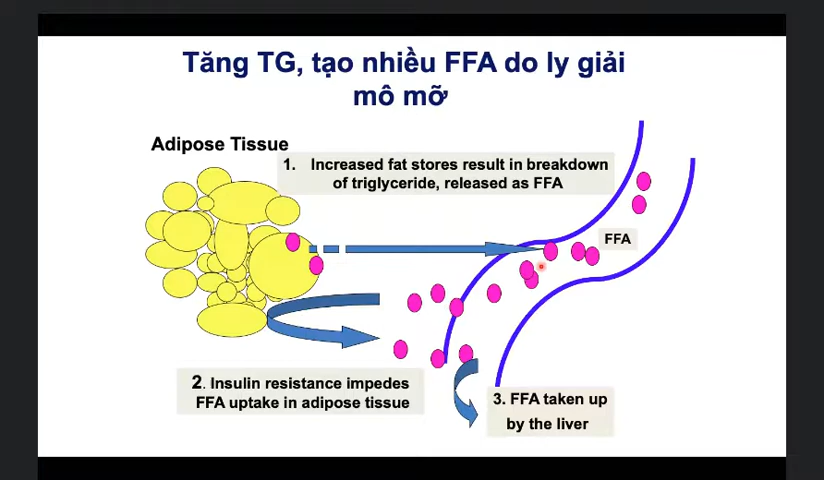 Tăng TG, tạo nhiều FFA do ly giải
mô mỡ
Adipose Tissue
1. Increased fat stores result in breakdown
of triglyceride, released as FFA
FFA
2. Insulin resistance impedes
FFA uptake in adipose tissue
3. FFA taken up
by the liver